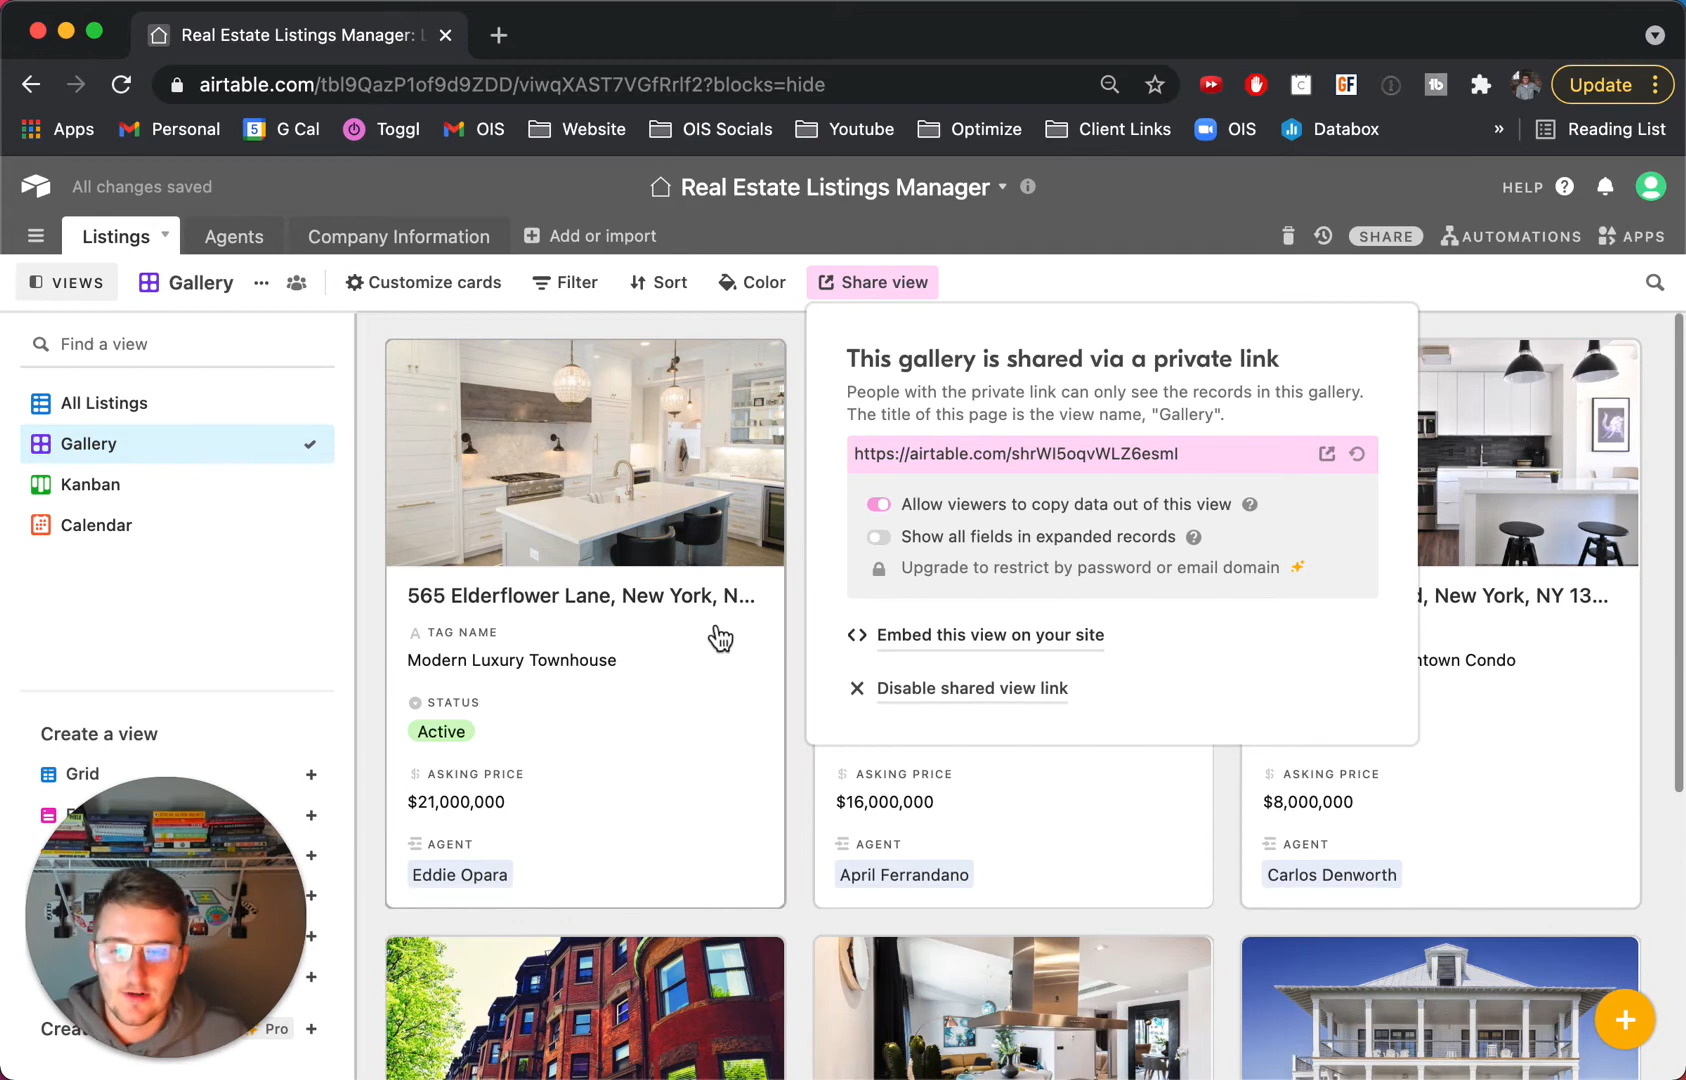 Real Estate Listings Manager: L
airtable.com/tbl9QazP1of9d9ZDD/viwqXAST7VGfRrlf2?blocks=hide
Update
Apps
Personal
5
G Cal
Toggl
OIS
Website
OIS Socials
Youtube
Optimize
Client Links
OIS
Databox
»
Reading List
All changes saved
Real Estate Listings Manager
HELP
Listings
Agents
Company Information
Add or import
SHARE
AUTOMATIONS
APPS
VIEWS
Gallery
Customize cards
Filter
Sort
Color
Share view
Find a view
All Listings
Gallery
Kanban
Calendar
Create a view
Grid
Pro
This gallery is shared via a private link
People with the private link can only see the records in this gallery.
The title of this page is the view name, "Gallery".
https://airtable.com/shrWI5oqvWLZ6esmI
Allow viewers to copy data out of this view
Show all fields in expanded records
Upgrade to restrict by password or email domain
Embed this view on your site
Disable shared view link
565 Elderflower Lane, New York, N...
TAG NAME
Modern Luxury Townhouse
STATUS
Active
ASKING PRICE
$21,000,000
AGENT
Eddie Opara
ASKING PRICE
$16,000,000
AGENT
April Ferrandano
, New York, NY 13...
Condo
ASKING PRICE
$8,000,000
AGENT
Carlos Denworth